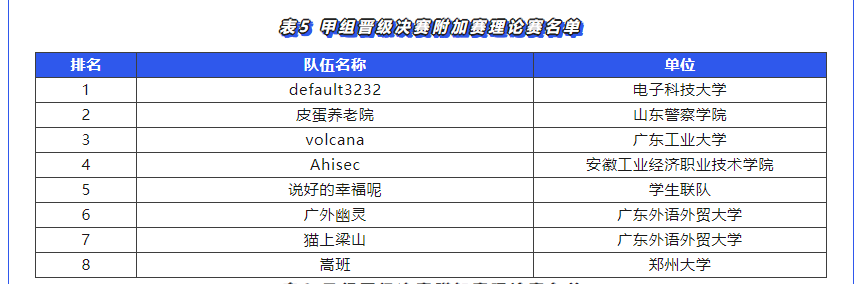 表5 甲组晋级决赛附加赛理论赛名单
排名 队伍名称 单位
1 default3232 电子科技大学
2 皮蛋养老院 山东警察学院
3 volcana 广东工业大学
4 Ahisec 安徽工业经济职业技术学院
5 说好的幸福呢 学生联队
6 广外幽灵 广东外语外贸大学
7 猫上梁山 广东外语外贸大学
8 嵩班 郑州大学